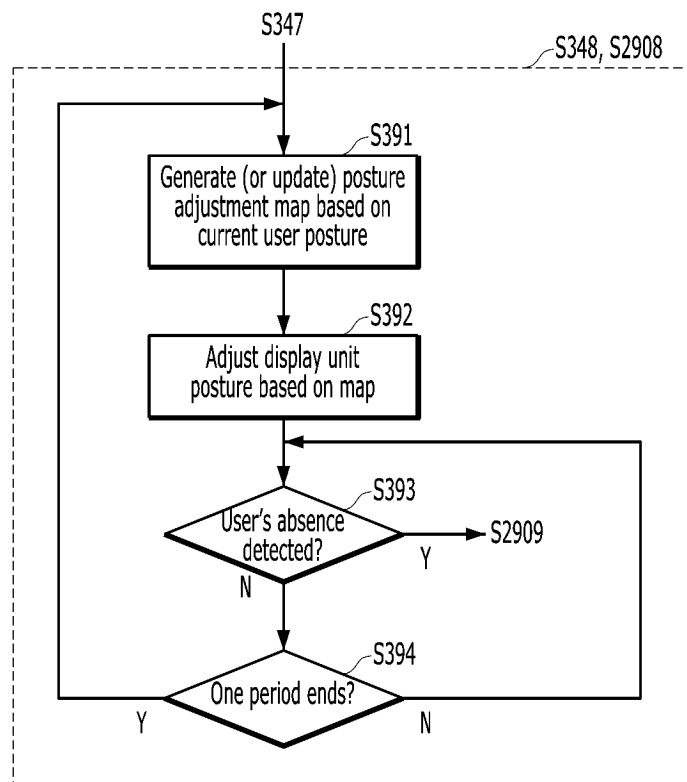 S347
S348, S2908
S391
Generate (or update) posture
adjustment map based on
current user posture
S392
Adjust display unit
posture based on map
S393
User's absence
detected?
S2909
Y
N
S394
One period ends?
Y
N